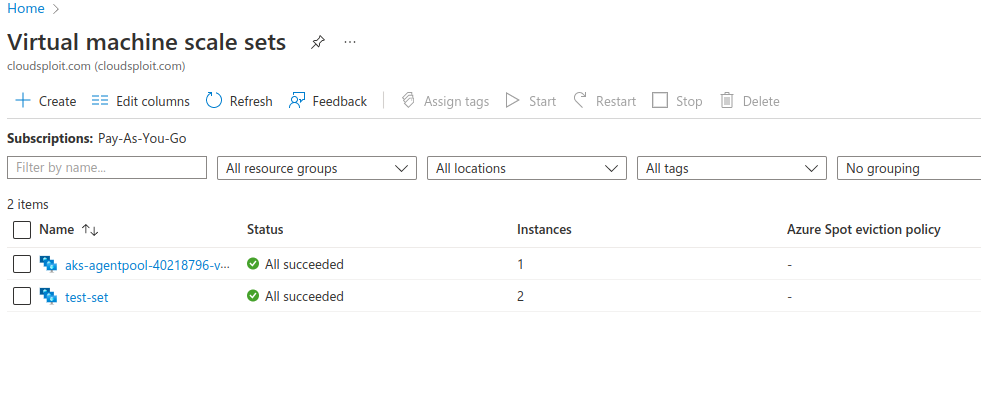 Home >
Virtual machine scale sets ...
cloudsploit.com (cloudsploit.com)
+ Create Edit columns Refresh Feedback Assign tags Start Restart Stop Delete
Subscriptions: Pay-As-You-Go
Filter by name... All resource groups All locations All tags No grouping
2 items
Name ↑↓ Status Instances Azure Spot eviction policy
aks-agentpool-40218796-v... All succeeded 1 -
test-set All succeeded 2 -